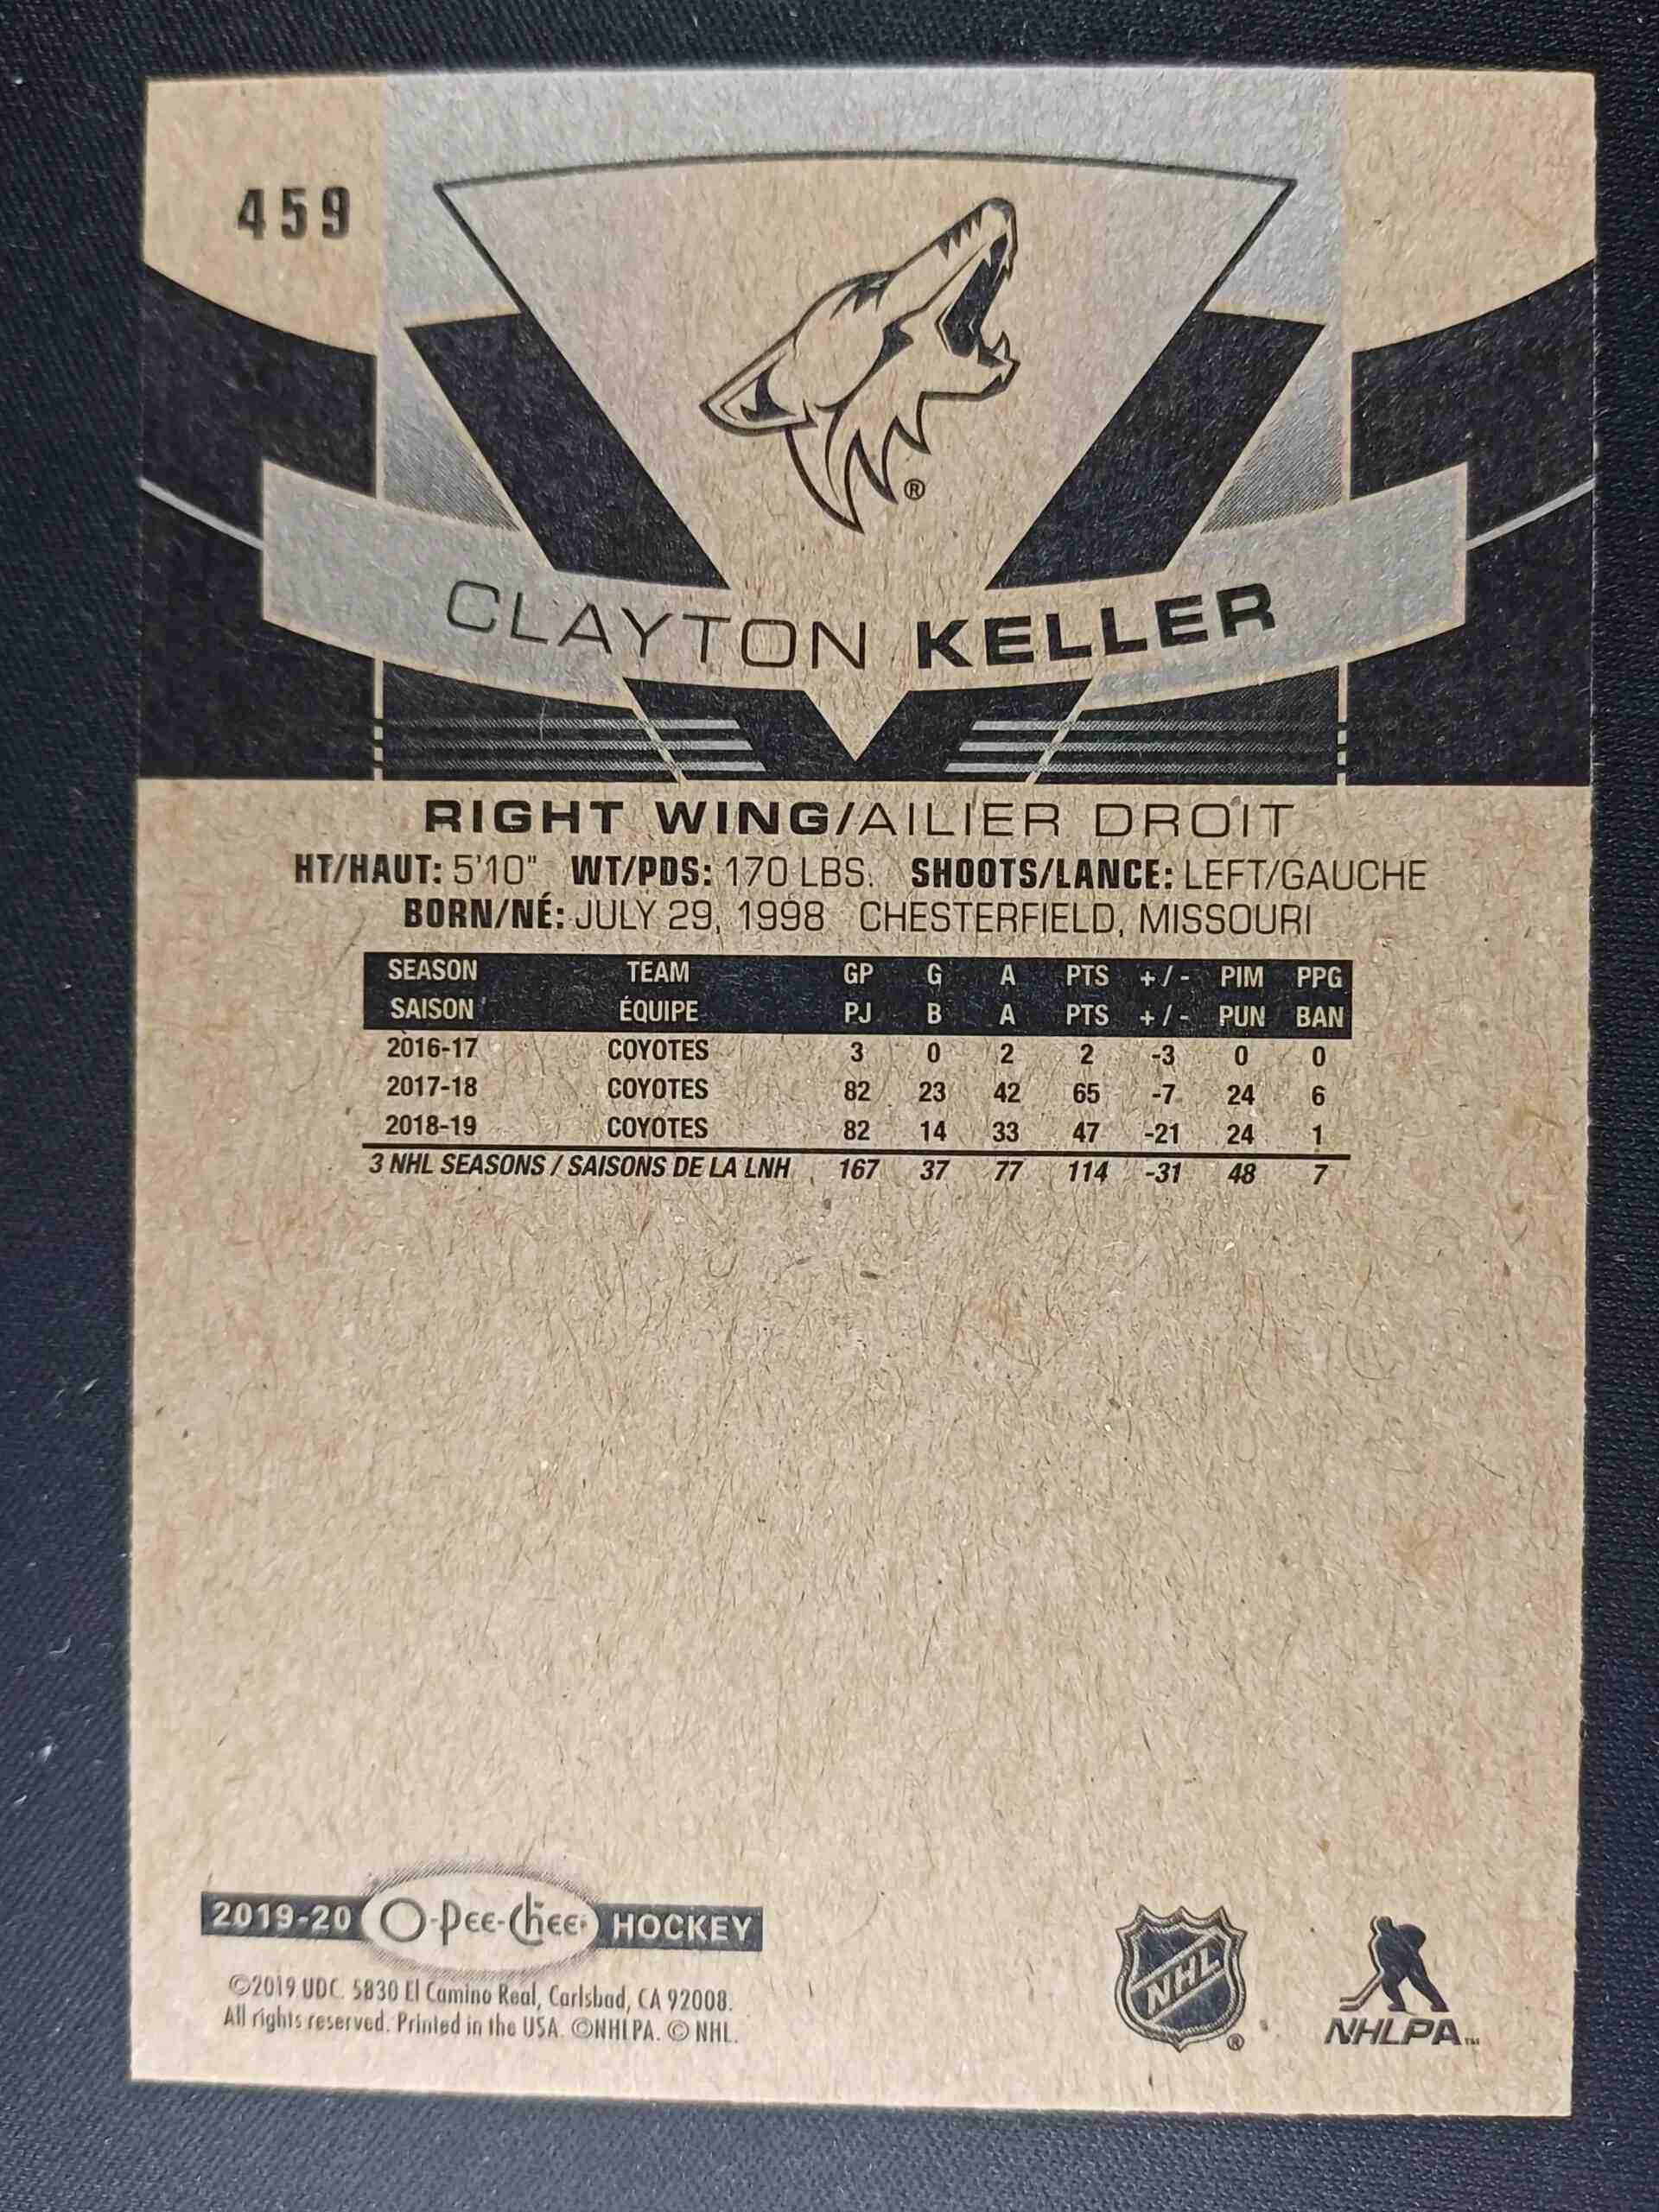 459
®
CLAYTON KELLER
RIGHT WING/AILIER DROIT
HT/HAUT: 5'10" WT/PDS: 170 LBS. SHOOTS/LANCE: LEFT/GAUCHE
BORN/NÉ: JULY 29, 1998 CHESTERFIELD, MISSOURI
SEASON TEAM GP G A PTS +/- PIM PPG
SAISON ÉQUIPE PJ B A PTS +/- PUN BAN
2016-17 COYOTES 3 0 2 2 -3 0 0
2017-18 COYOTES 82 23 42 65 -7 24 6
2018-19 COYOTES 82 14 33 47 -21 24 1
3 NHL SEASONS / SAISONS DE LA LNH 167 37 77 114 -31 48 7
2019-20 O-Pee-Chee HOCKEY
©2019 UDC. 5830 El Camino Real, Carlsbad, CA 92008.
All rights reserved. Printed in the USA. ©NHLPA. © NHL.
NHL ®
NHLPA™